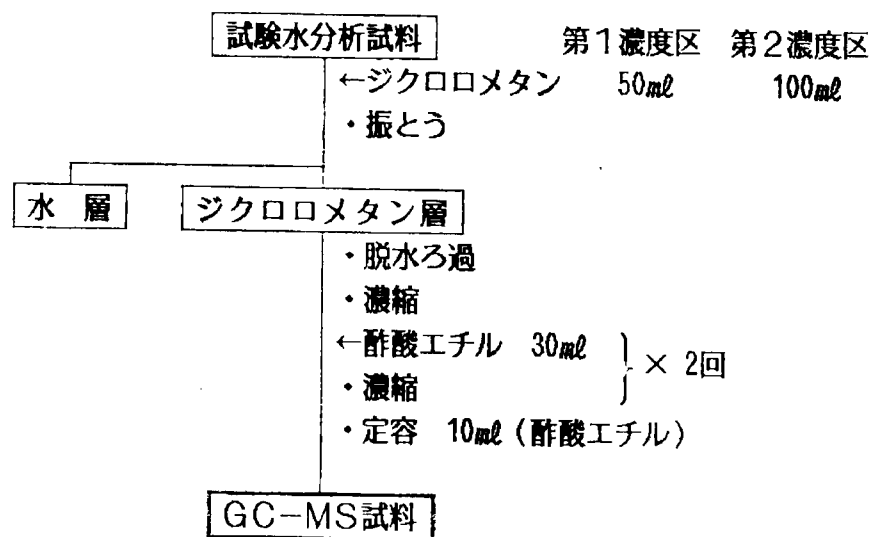 試験水分析試料 第1濃度区 第2濃度区
←ジクロロメタン 50㎖ 100㎖
・振とう
水 層 ジクロロメタン層
・脱水ろ過
・濃縮
←酢酸エチル 30㎖
・濃縮
} × 2回
・定容 10㎖ (酢酸エチル)
GC-MS試料